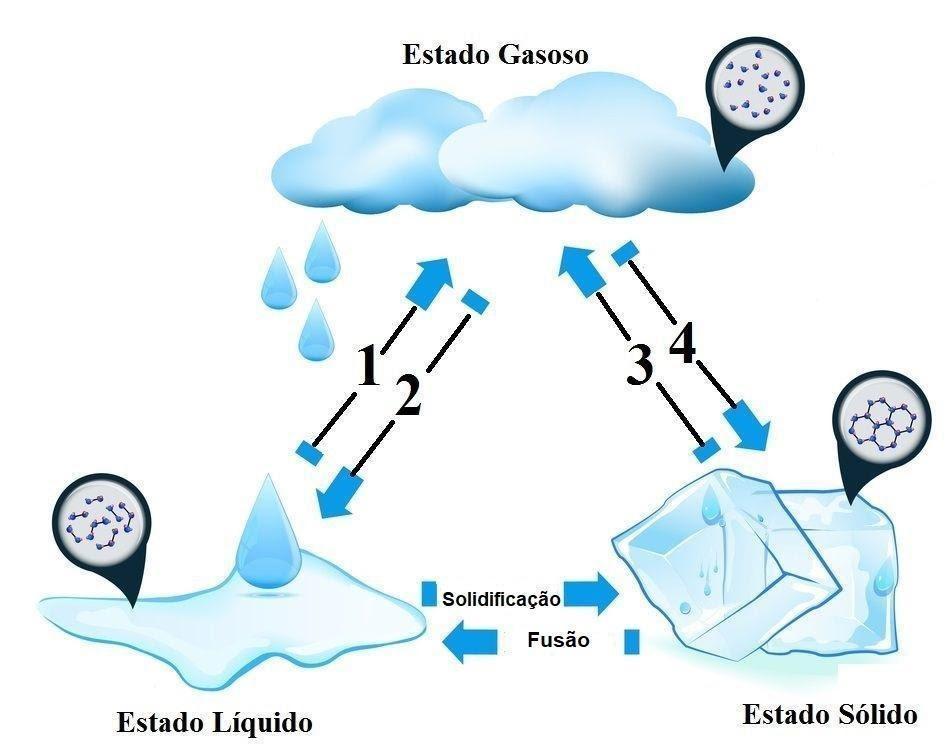 Estado Gasoso
1
2
3
4
Solidificação
Fusão
Estado Líquido
Estado Sólido